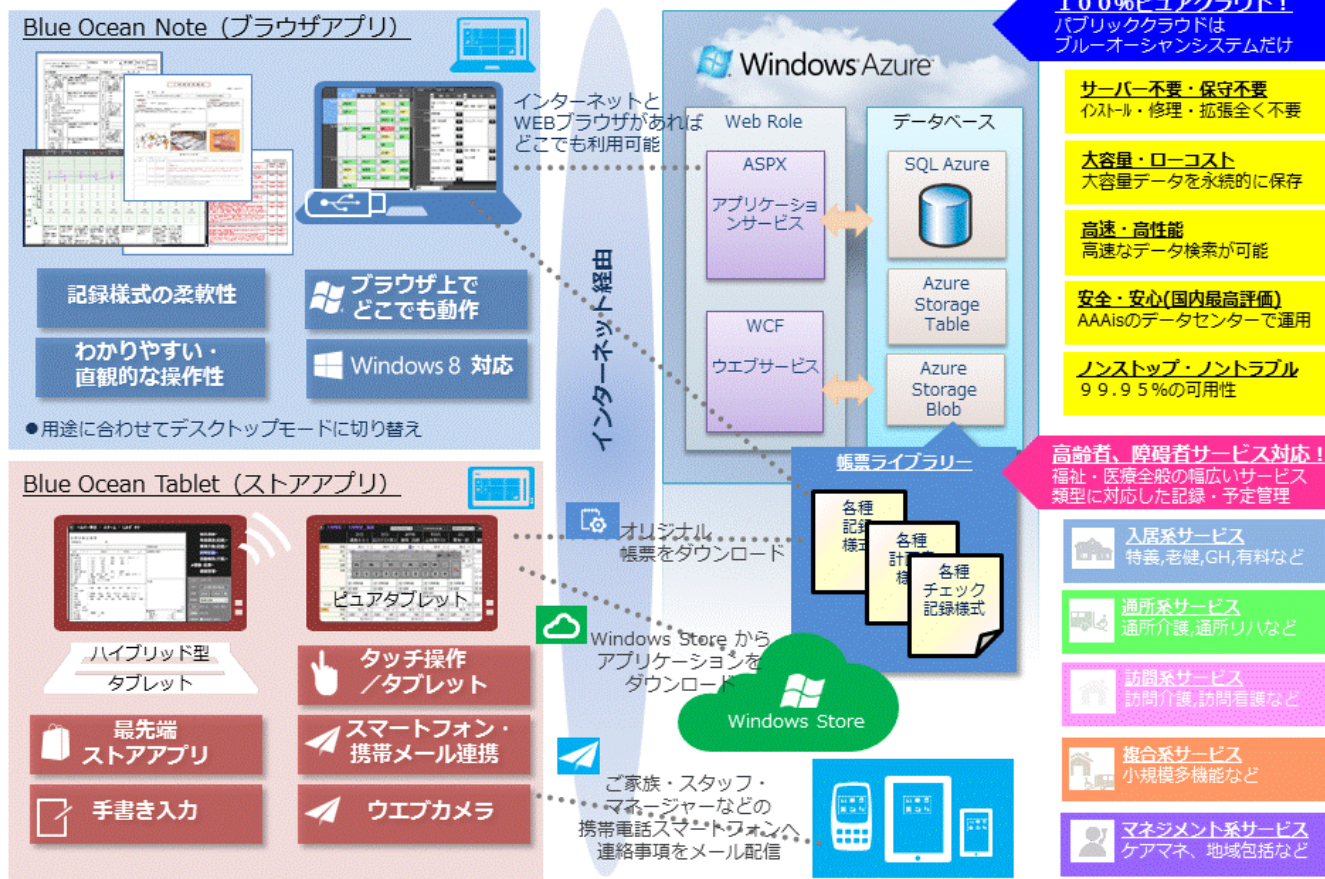 Blue Ocean Note（ブラウザアプリ）
インターネットと
WEBブラウザがあれば
どこでも利用可能
記録様式の柔軟性
ブラウザ上で
どこでも動作
わかりやすい・
直観的な操作性
Windows 8 対応
●用途に合わせてデスクトップモードに切り替え
Blue Ocean Tablet（ストアアプリ）
ピュアタブレット
ハイブリッド型
タブレット
タッチ操作
／タブレット
最先端
ストアアプリ
スマートフォン・
携帯メール連携
手書き入力
ウエブカメラ
インターネット経由
オリジナル
帳票をダウンロード
Windows Store から
アプリケーションを
ダウンロード
ご家族・スタッフ・
マネージャーなどの
携帯電話スマートフォンへ
連絡事項をメール配信
Windows Azure
Web Role
ASPX
アプリケーショ
ンサービス
WCF
ウエブサービス
データベース
SQL Azure
Azure
Storage
Table
Azure
Storage
Blob
帳票ライブラリー
各種
記録
様式
各種
計画書
様
各種
チェック
記録様式
Windows Store
１００％ピュアクラウド！
パブリッククラウドは
ブルーオーシャンシステムだけ
サーバー不要・保守不要
インストール・修理・拡張全く不要
大容量・ローコスト
大容量データを永続的に保存
高速・高性能
高速なデータ検索が可能
安全・安心(国内最高評価)
AAAisのデータセンターで運用
ノンストップ・ノントラブル
９９.９５％の可用性
高齢者、障碍者サービス対応！
福祉・医療全般の幅広いサービス
類型に対応した記録・予定管理
入居系サービス
特養,老健,GH,有料など
通所系サービス
通所介護,通所リハなど
訪問系サービス
訪問介護,訪問看護など
複合系サービス
小規模多機能など
マネジメント系サービス
ケアマネ、地域包括など